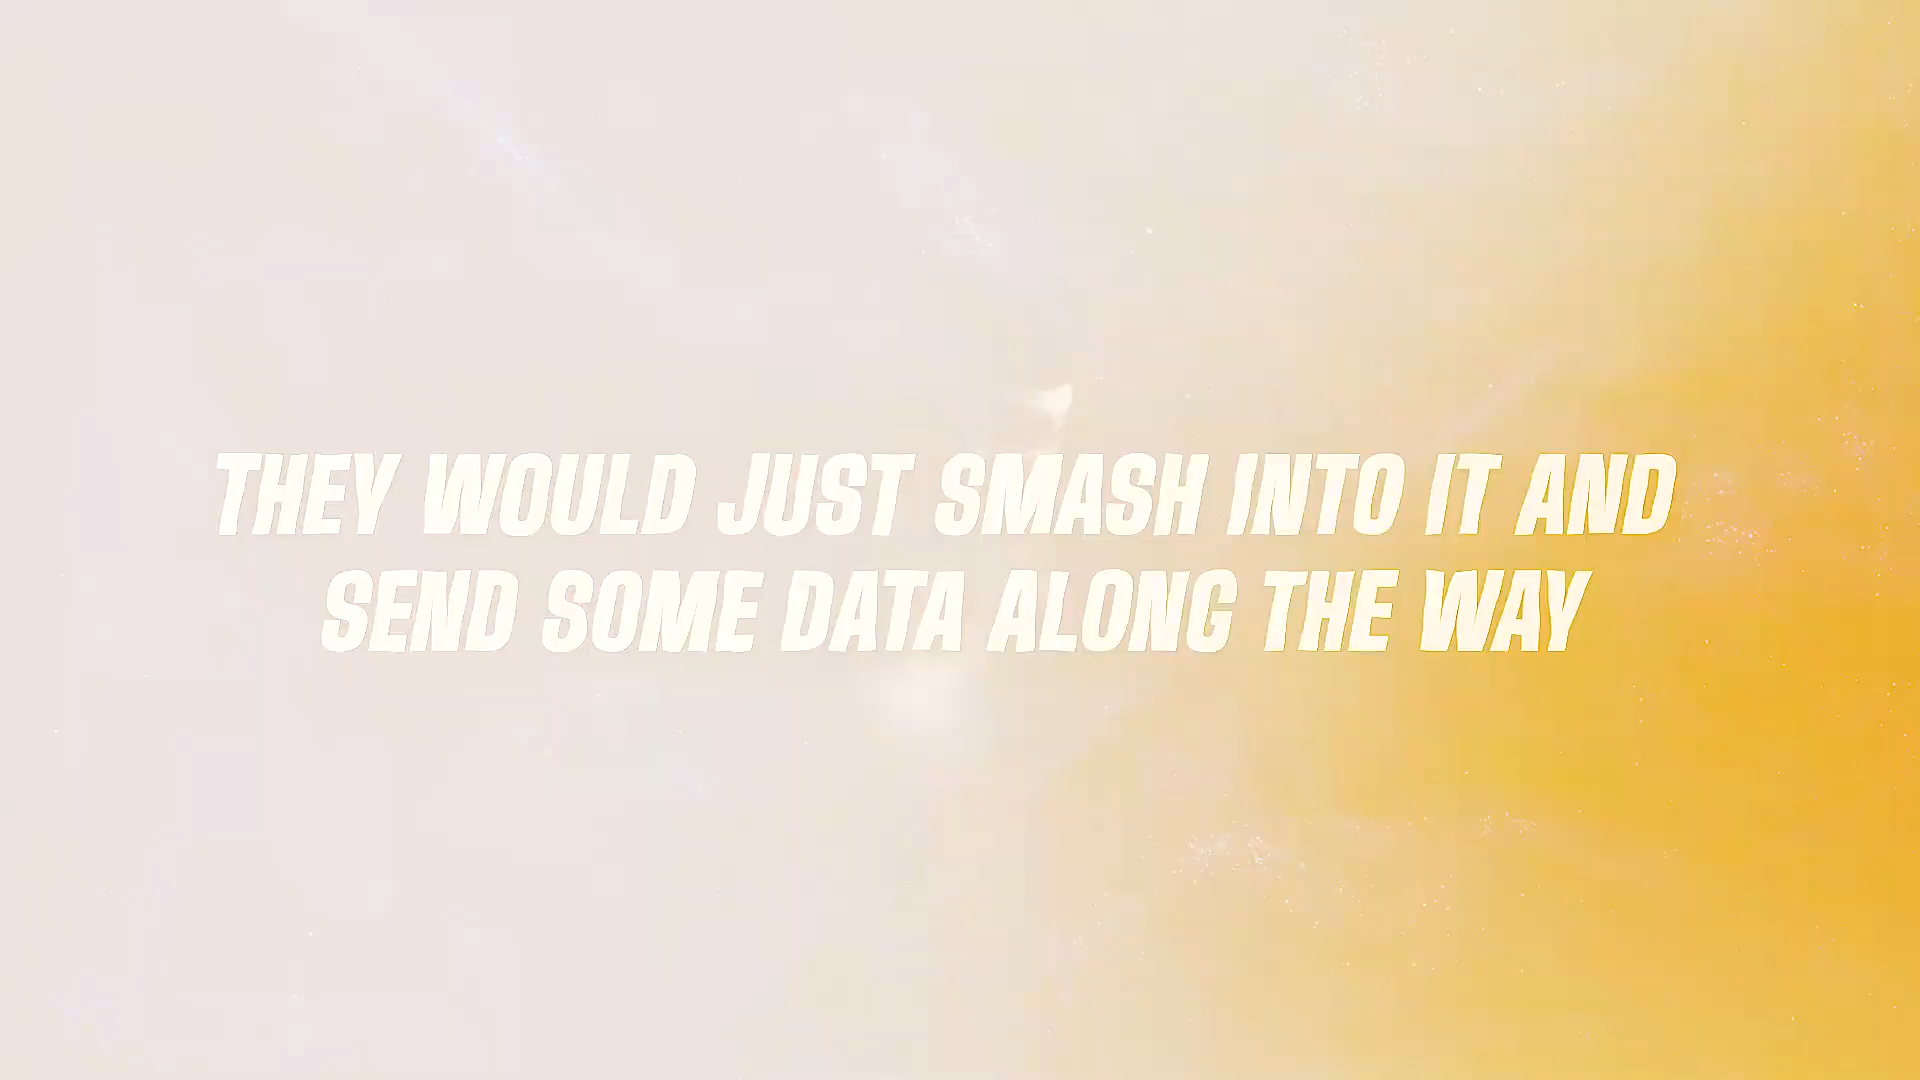 THEY WOULD JUST SMASH INTO IT AND
SEND SOME DATA ALONG THE WAY